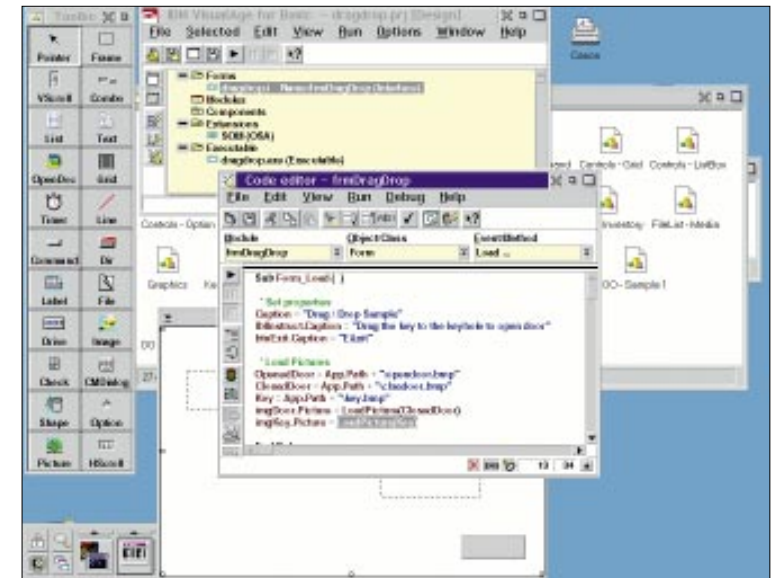 IBM VisualAge for Basic - dragdrop.prj [Design]
File Selected Edit View Run Options Window Help
Pointer Frame
VScroll Combo
List Text
OpenDoc Grid
Timer Line
Command Dir
Label File
Drive Image
Check CMDialog
Shape Option
Picture HScroll
Forms
Modules
Components
Extensions
SOM (OSA)
Executable
dragdrop.exe (Executable)
Canon
Controls - Grid Controls - ListBox
Controls - Option
Inventory FileList - Media
Graphics
Sample1
Code editor - frmDragDrop
File Edit View Run Debug Help
Module Object/Class Event/Method
frmDragDrop Form Load ...
Sub Form_Load( )
' Set properties
Caption = "Drag / Drop Sample"
lblInstruct.Caption = "Drag the key to the keyhole to open door"
btnExit.Caption = "E&xit"
' Load Pictures
OpenedDoor = App.Path + "\opendoor.bmp"
ClosedDoor = App.Path + "\clsdoor.bmp"
Key = App.Path + "\key.bmp"
imgDoor.Picture = LoadPicture(ClosedDoor)
imgKey.Picture = LoadPicture(Key)
13 34